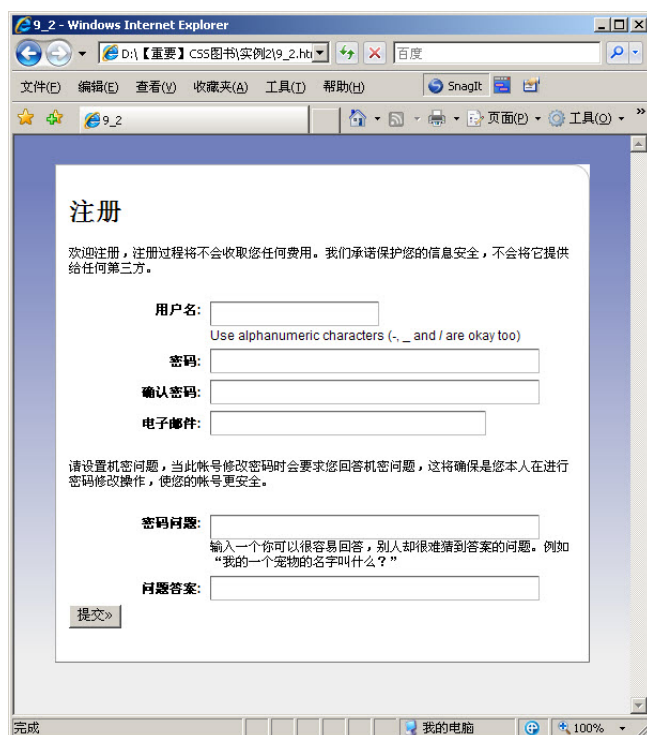 9_2 - Windows Internet Explorer
D:\【重要】CSS图书\实例2\9_2.ht
百度
文件(F) 编辑(E) 查看(V) 收藏夹(A) 工具(T) 帮助(H) SnagIt
9_2 页面(P) 工具(O) »
注册
欢迎注册，注册过程将不会收取您任何费用。我们承诺保护您的信息安全，不会将它提供
给任何第三方。
用户名:
Use alphanumeric characters (-, _ and / are okay too)
密码:
确认密码:
电子邮件:
请设置机密问题，当此帐号修改密码时会要求您回答机密问题，这将确保是您本人在进行
密码修改操作，使您的帐号更安全。
密码问题:
输入一个你可以很容易回答，别人却很难猜到答案的问题。例如
“我的一个宠物的名字叫什么？”
问题答案:
提交»
完成 我的电脑 100%